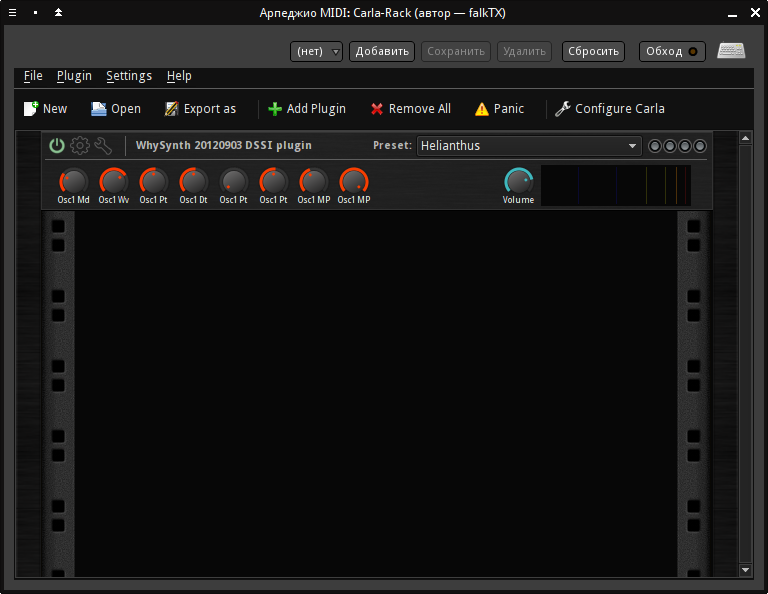 Арпеджио MIDI: Carla-Rack (автор — falkTX)
(нет) Добавить Сохранить Удалить Сбросить Обход
File Plugin Settings Help
New Open Export as Add Plugin Remove All Panic Configure Carla
WhySynth 20120903 DSSI plugin Preset: Helianthus
Osc1 Md Osc1 Wv Osc1 Pt Osc1 Dt Osc1 Pt Osc1 Pt Osc1 MP Osc1 MP Volume